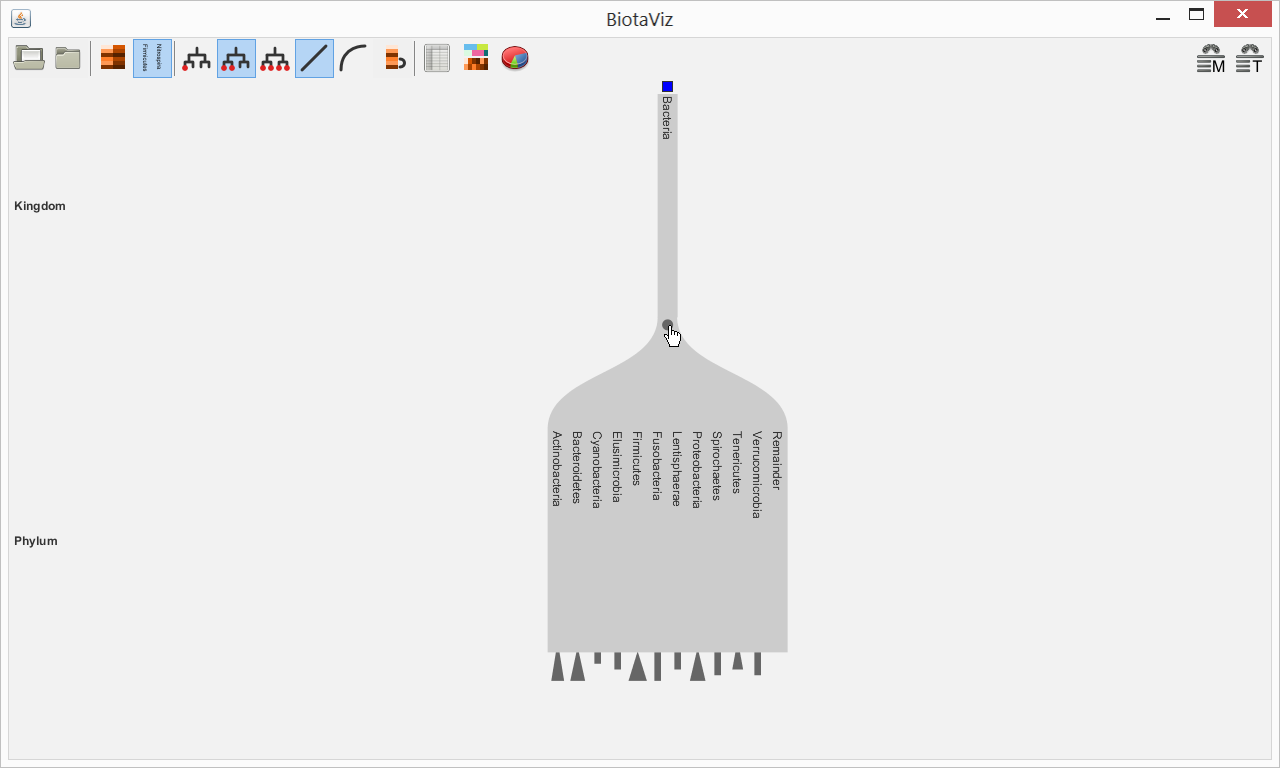 BiotaViz
Nitrospira
Firmicutes
M
T
Bacteria
Kingdom
Actinobacteria
Bacteroidetes
Cyanobacteria
Elusimicrobia
Firmicutes
Fusobacteria
Lentisphaerae
Proteobacteria
Spirochaetes
Tenericutes
Verrucomicrobia
Remainder
Phylum